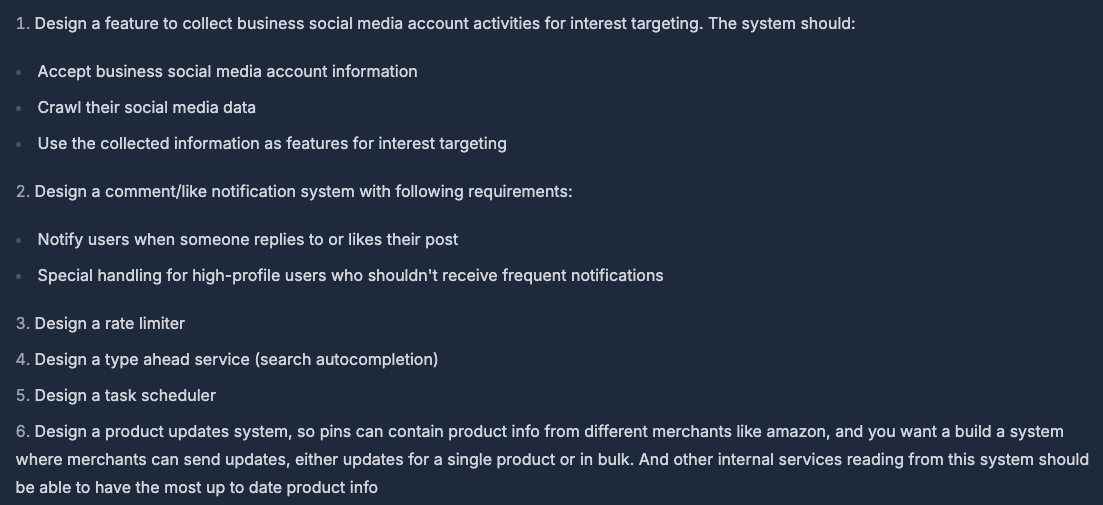 1. Design a feature to collect business social media account activities for interest targeting. The system should:
• Accept business social media account information
• Crawl their social media data
• Use the collected information as features for interest targeting
2. Design a comment/like notification system with following requirements:
• Notify users when someone replies to or likes their post
• Special handling for high-profile users who shouldn't receive frequent notifications
3. Design a rate limiter
4. Design a type ahead service (search autocompletion)
5. Design a task scheduler
6. Design a product updates system, so pins can contain product info from different merchants like amazon, and you want a build a system
where merchants can send updates, either updates for a single product or in bulk. And other internal services reading from this system should
be able to have the most up to date product info